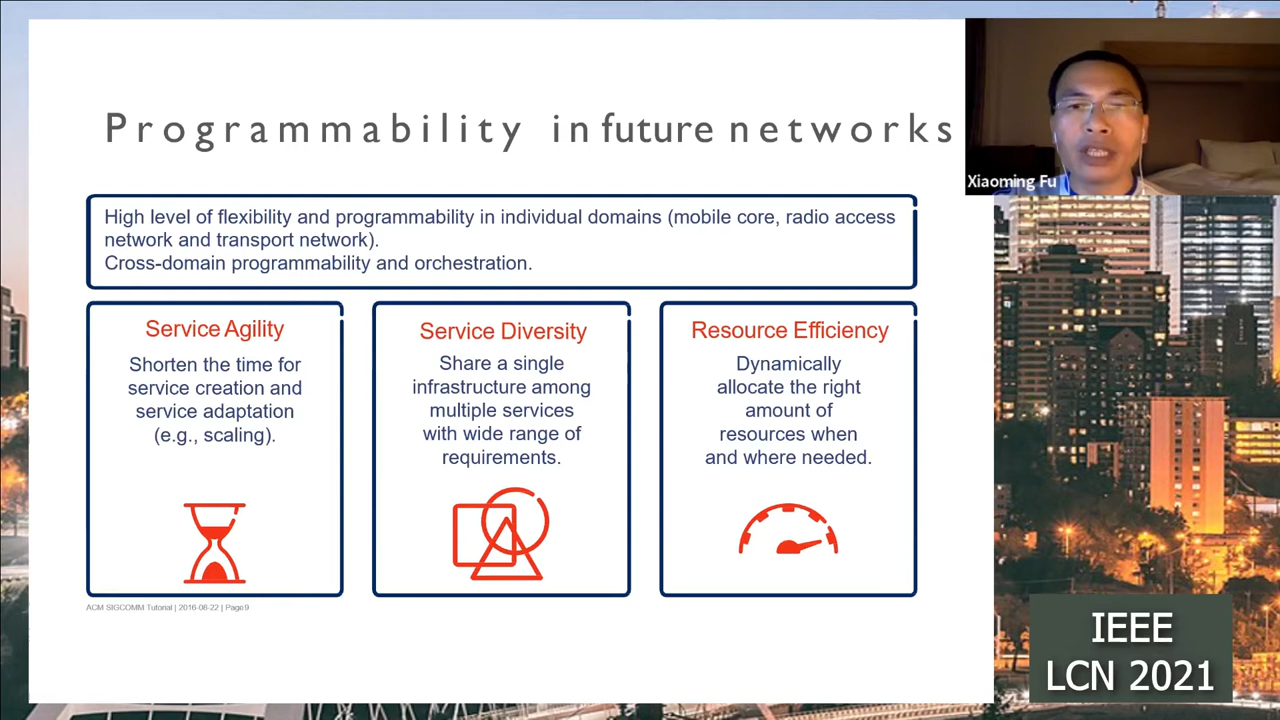 Programmability in future networks
Xiaoming Fu
High level of flexibility and programmability in individual domains (mobile core, radio access
network and transport network).
Cross-domain programmability and orchestration.
Service Agility
Shorten the time for
service creation and
service adaptation
(e.g., scaling).
Service Diversity
Share a single
infrastructure among
multiple services
with wide range of
requirements.
Resource Efficiency
Dynamically
allocate the right
amount of
resources when
and where needed.
ACM SIGCOMM Tutorial | 2016-08-22 | Page9
IEEE
LCN 2021